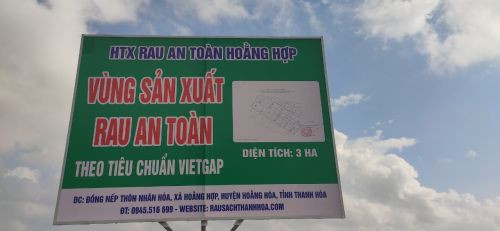 HTX RAU AN TOÀN HOẰNG HỢP
VÙNG SẢN XUẤT
RAU AN TOÀN
THEO TIÊU CHUẨN VIETGAP
DIỆN TÍCH: 3 HA
ĐC: ĐỒNG NẾP THÔN NHÂN HÒA, XÃ HOẰNG HỢP, HUYỆN HOẰNG HÓA, TỈNH THANH HÓA
ĐT: 0945.516 699 - WEBSITE: RAUSACHTHANHHOA.COM